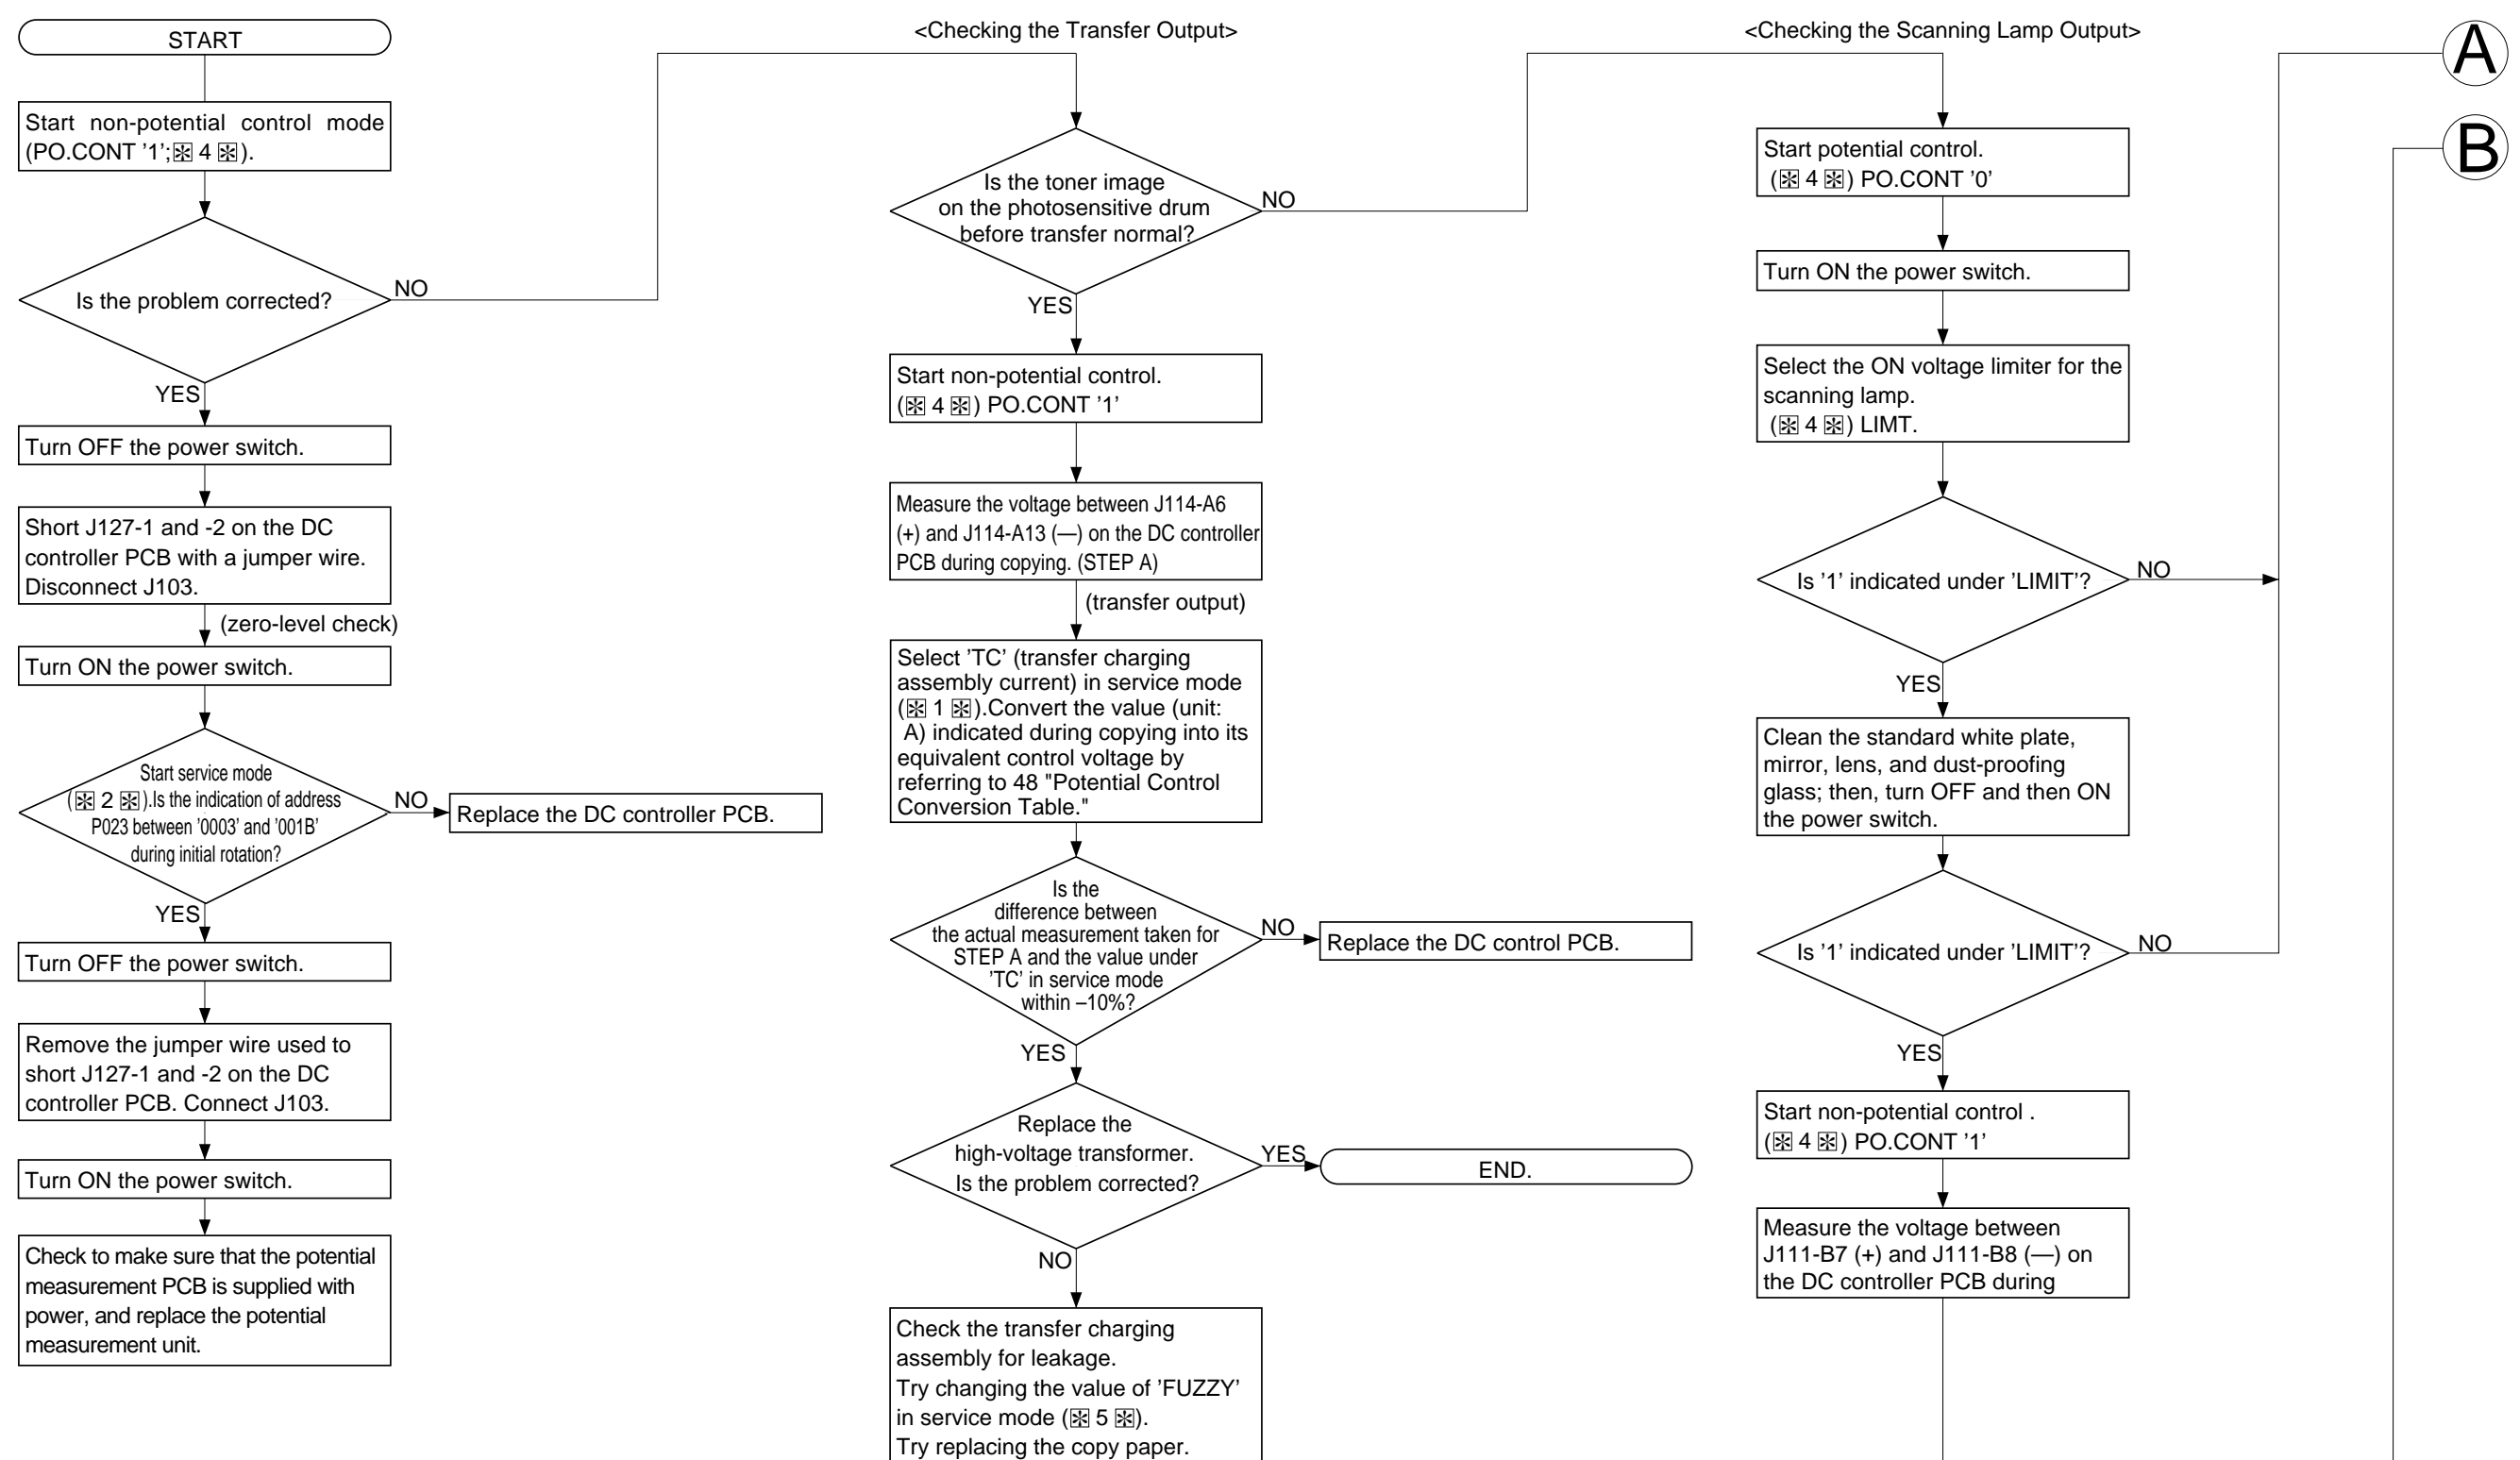 START
Start non-potential control mode
(PO.CONT '1';✻ 4 ✻).
Is the problem corrected?
NO
YES
Turn OFF the power switch.
Short J127-1 and -2 on the DC
controller PCB with a jumper wire.
Disconnect J103.
(zero-level check)
Turn ON the power switch.
Start service mode
(✻ 2 ✻).Is the indication of address
P023 between '0003' and '001B'
during initial rotation?
NO
Replace the DC controller PCB.
YES
Turn OFF the power switch.
Remove the jumper wire used to
short J127-1 and -2 on the DC
controller PCB. Connect J103.
Turn ON the power switch.
Check to make sure that the potential
measurement PCB is supplied with
power, and replace the potential
measurement unit.
<Checking the Transfer Output>
Is the toner image
on the photosensitive drum
before transfer normal?
NO
YES
Start non-potential control.
(✻ 4 ✻) PO.CONT '1'
Measure the voltage between J114-A6
(+) and J114-A13 (—) on the DC controller
PCB during copying. (STEP A)
(transfer output)
Select 'TC' (transfer charging
assembly current) in service mode
(✻ 1 ✻).Convert the value (unit:
A) indicated during copying into its
equivalent control voltage by
referring to 48 "Potential Control
Conversion Table."
Is the
difference between
the actual measurement taken for
STEP A and the value under
'TC' in service mode
within –10%?
NO
Replace the DC control PCB.
YES
Replace the
high-voltage transformer.
Is the problem corrected?
YES
END.
NO
Check the transfer charging
assembly for leakage.
Try changing the value of 'FUZZY'
in service mode (✻ 5 ✻).
Try replacing the copy paper.
<Checking the Scanning Lamp Output>
Start potential control.
(✻ 4 ✻) PO.CONT '0'
Turn ON the power switch.
Select the ON voltage limiter for the
scanning lamp.
(✻ 4 ✻) LIMT.
Is '1' indicated under 'LIMIT'?
NO
YES
Clean the standard white plate,
mirror, lens, and dust-proofing
glass; then, turn OFF and then ON
the power switch.
Is '1' indicated under 'LIMIT'?
NO
YES
Start non-potential control .
(✻ 4 ✻) PO.CONT '1'
Measure the voltage between
J111-B7 (+) and J111-B8 (—) on
the DC controller PCB during
A
B